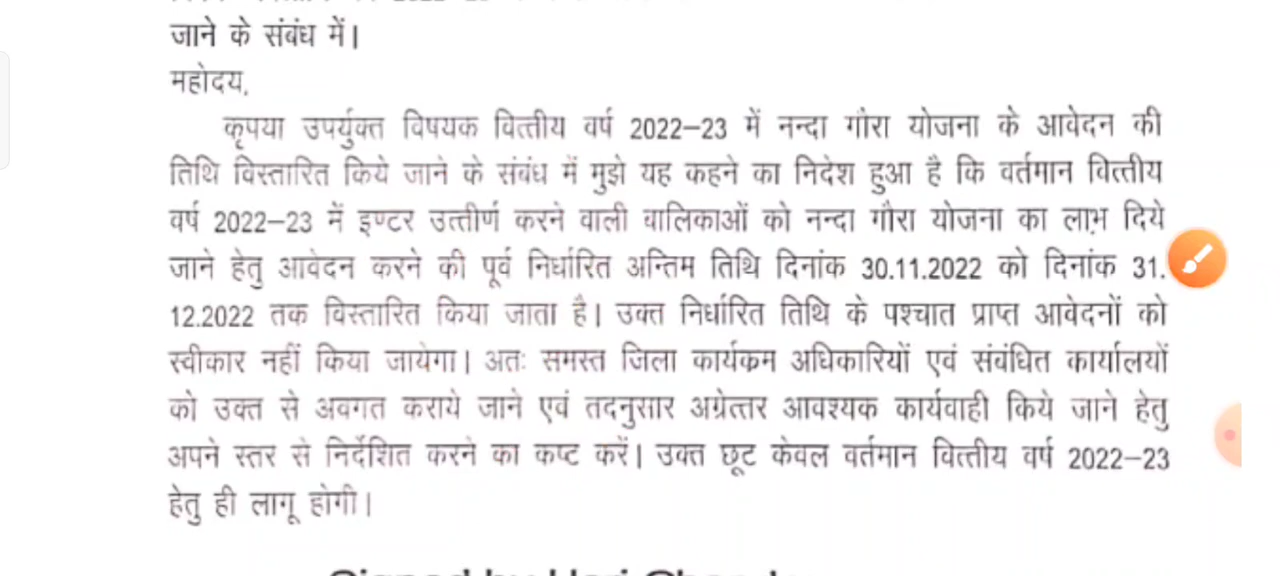 जाने के संबंध में।
महोदय,
कृपया उपर्युक्त विषयक वित्तीय वर्ष 2022–23 में नन्दा गौरा योजना के आवेदन की
तिथि विस्तारित किये जाने के संबंध में मुझे यह कहने का निदेश हुआ है कि वर्तमान वित्तीय
वर्ष 2022–23 में इण्टर उत्तीर्ण करने वाली बालिकाओं को नन्दा गौरा योजना का लाभ दिये
जाने हेतु आवेदन करने की पूर्व निर्धारित अन्तिम तिथि दिनांक 30.11.2022 को दिनांक 31.
12.2022 तक विस्तारित किया जाता है। उक्त निर्धारित तिथि के पश्चात प्राप्त आवेदनों को
स्वीकार नहीं किया जायेगा। अतः समस्त जिला कार्यक्रम अधिकारियों एवं संबंधित कार्यालयों
को उक्त से अवगत कराये जाने एवं तदनुसार अग्रेत्तर आवश्यक कार्यवाही किये जाने हेतु
अपने स्तर से निर्देशित करने का कष्ट करें। उक्त छूट केवल वर्तमान वित्तीय वर्ष 2022–23
हेतु ही लागू होगी।